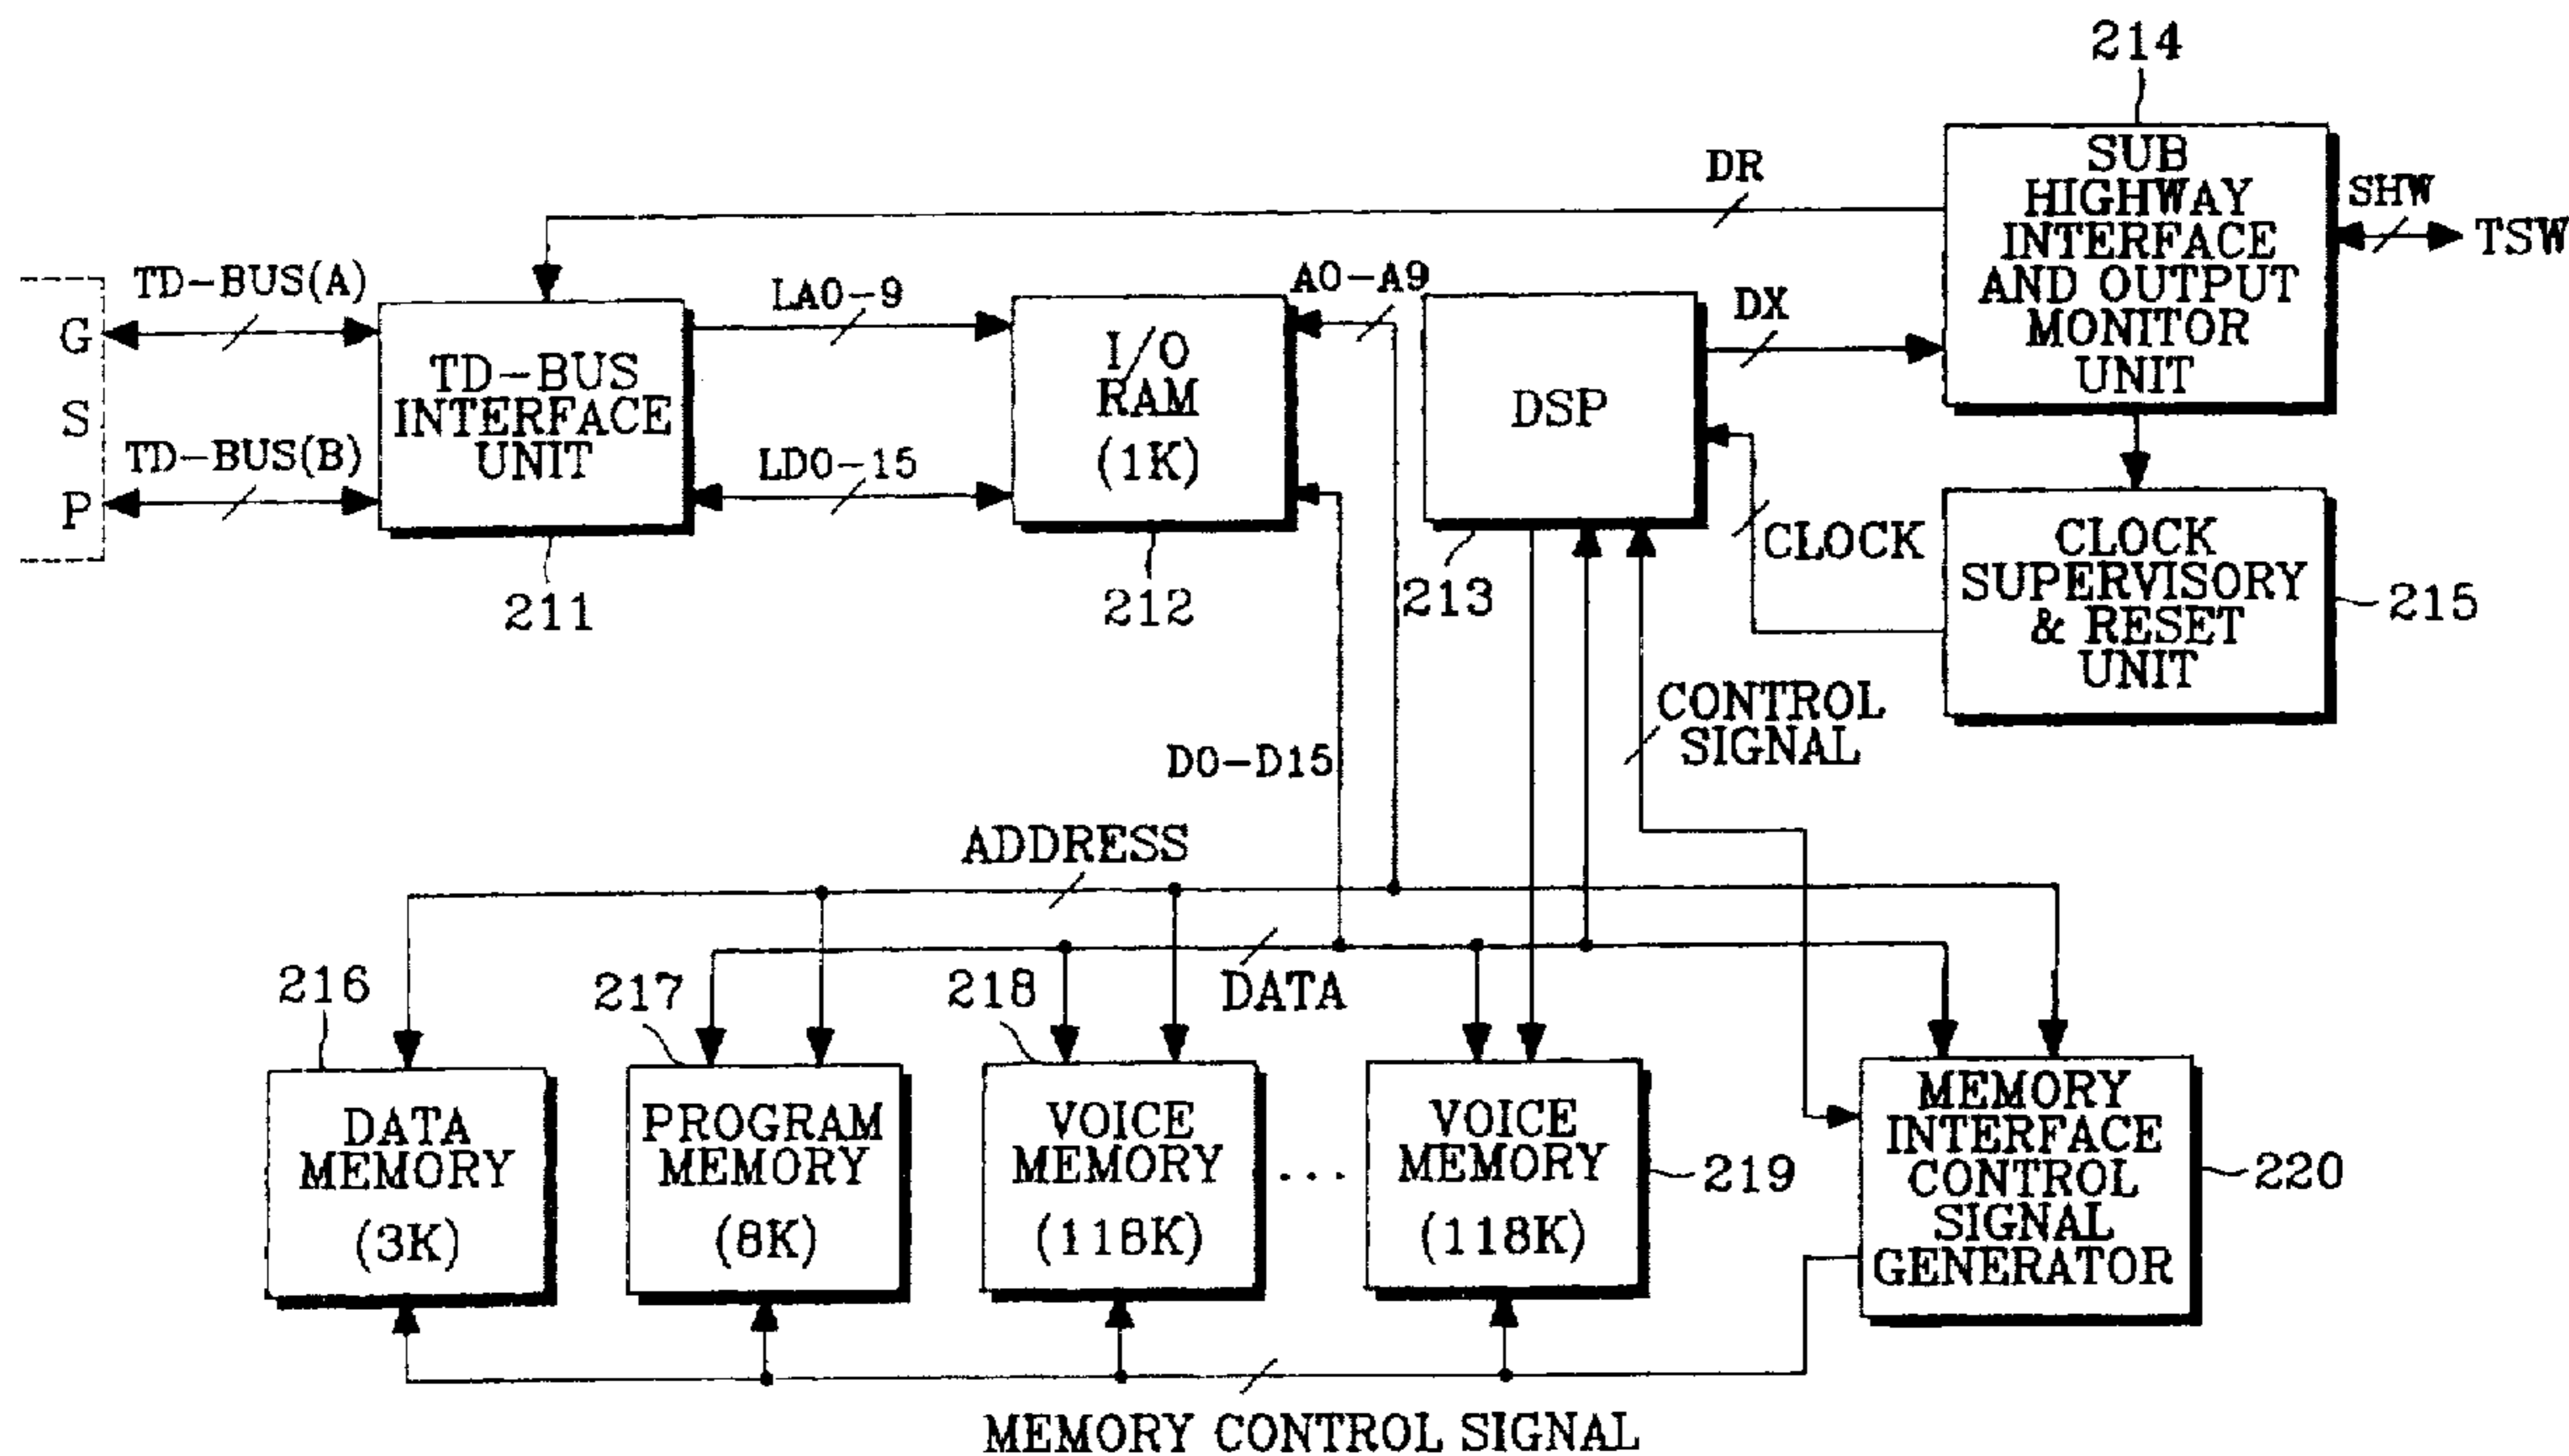 214
SUB
HIGHWAY
INTERFACE
AND OUTPUT
MONITOR
UNIT
DR
SHW
TSW
G
S
P
TD-BUS(A)
TD-BUS(B)
TD-BUS
INTERFACE
UNIT
211
LA0-9
LD0-15
I/O
RAM
(1K)
212
A0-A9
DSP
213
DX
CLOCK
CLOCK
SUPERVISORY
& RESET
UNIT
215
CONTROL
SIGNAL
D0-D15
ADDRESS
DATA
216
DATA
MEMORY
(3K)
217
PROGRAM
MEMORY
(8K)
218
VOICE
MEMORY
(118K)
...
VOICE
MEMORY
(118K)
219
MEMORY
INTERFACE
CONTROL
SIGNAL
GENERATOR
220
MEMORY CONTROL SIGNAL